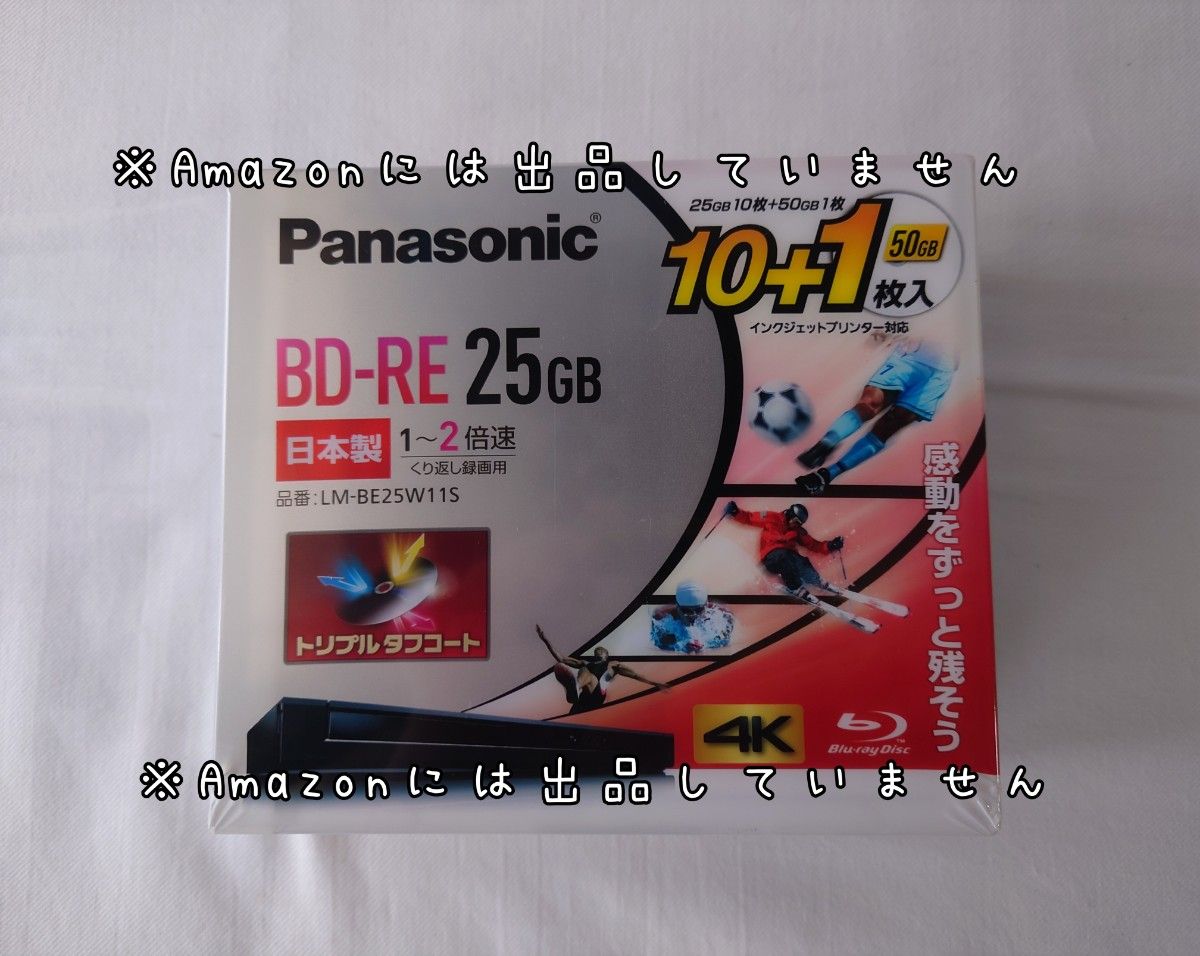 ※Amazonには出品していません
Panasonic®
25GB 10枚+50GB 1枚
10+1
50GB
枚入
インクジェットプリンター対応
BD-RE 25GB
日本製
1~2倍速
くり返し録画用
品番:LM-BE25W11S
7
感動をずっと残そう
トリプルタフコート
4K
Blu-ray Disc™
※Amazonには出品していません